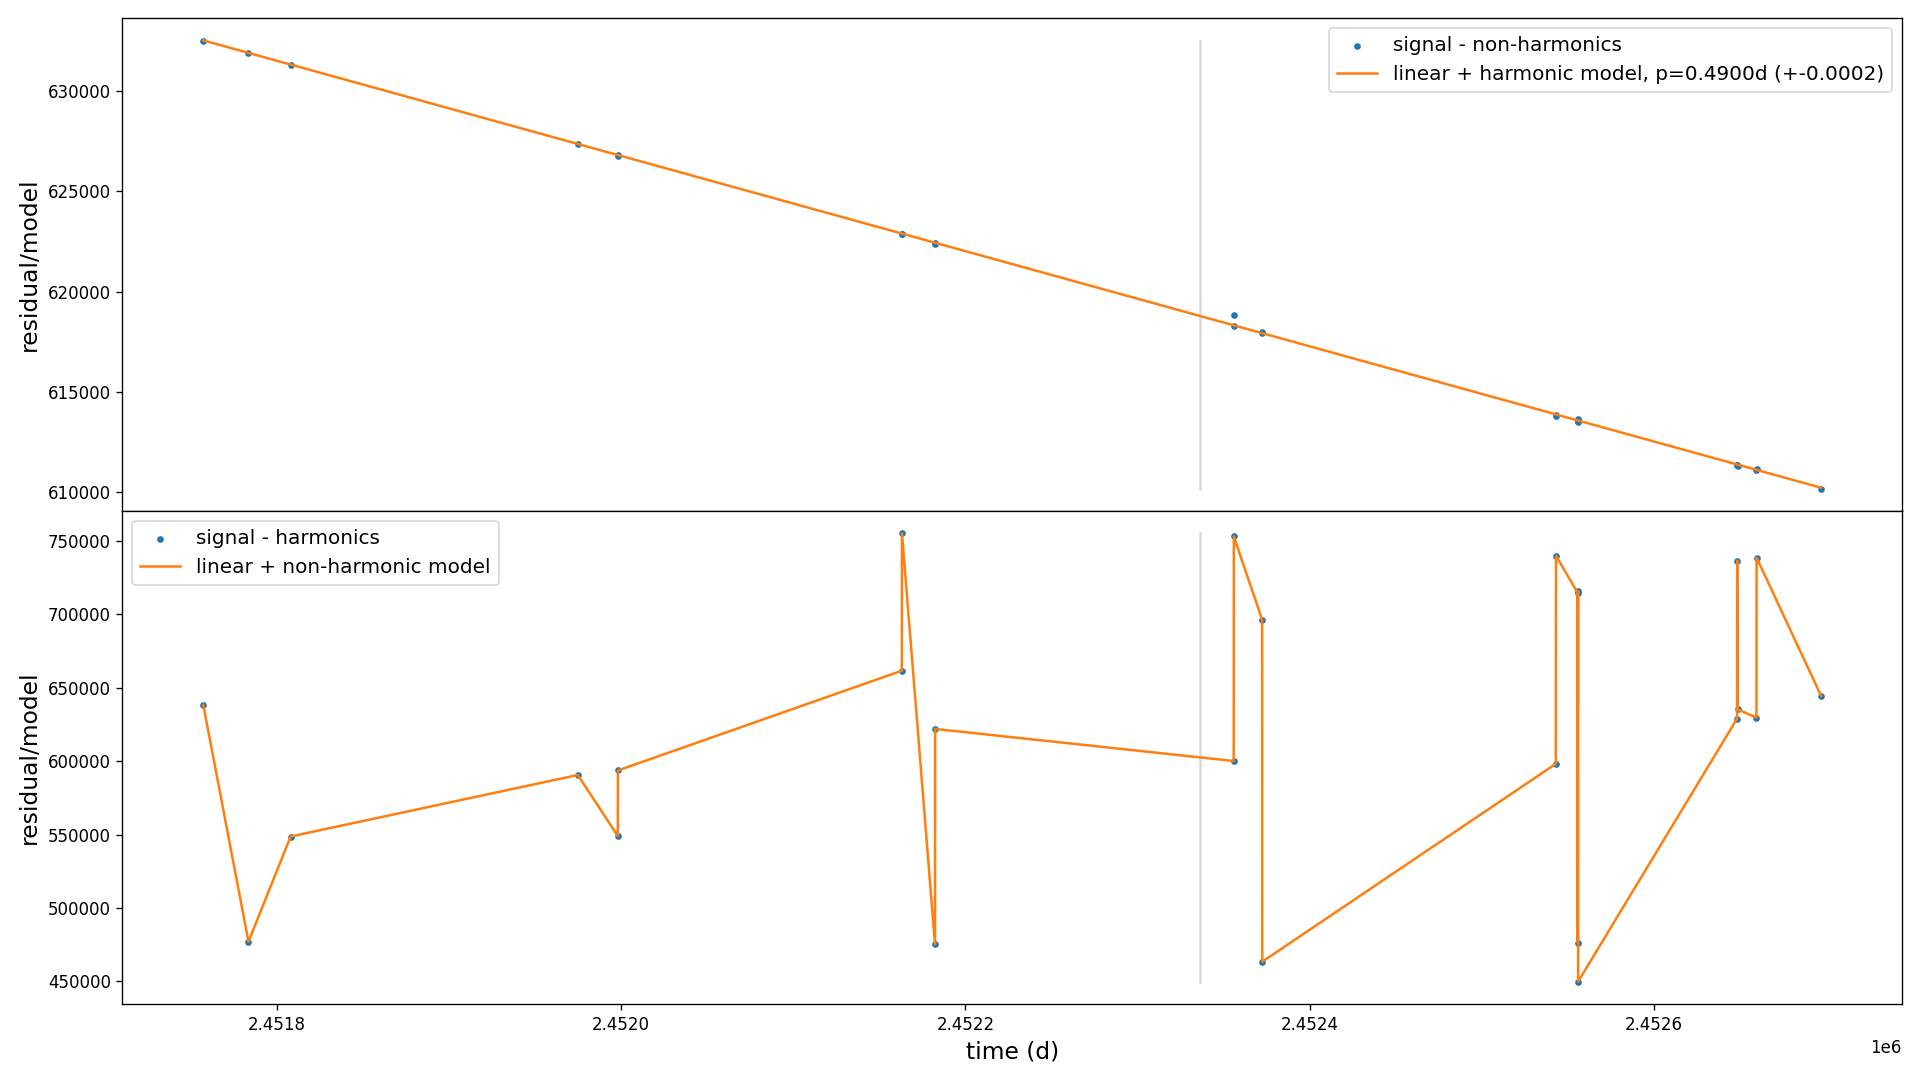 signal - non-harmonics
linear + harmonic model, p=0.4900d (+-0.0002)
residual/model
630000
625000
620000
615000
610000
signal - harmonics
linear + non-harmonic model
residual/model
750000
700000
650000
600000
550000
500000
450000
2.4518 2.4520 2.4522 2.4524 2.4526
time (d)
1e6